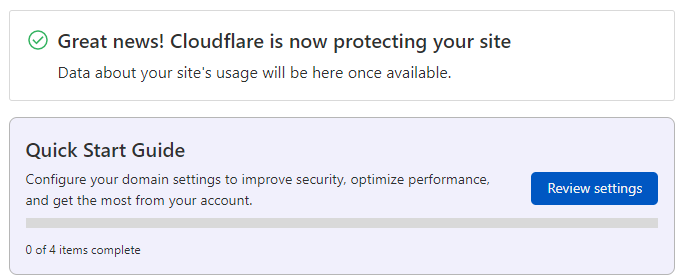 Great news! Cloudflare is now protecting your site
Data about your site's usage will be here once available.
Quick Start Guide
Configure your domain settings to improve security, optimize performance,
and get the most from your account.
Review settings
0 of 4 items complete